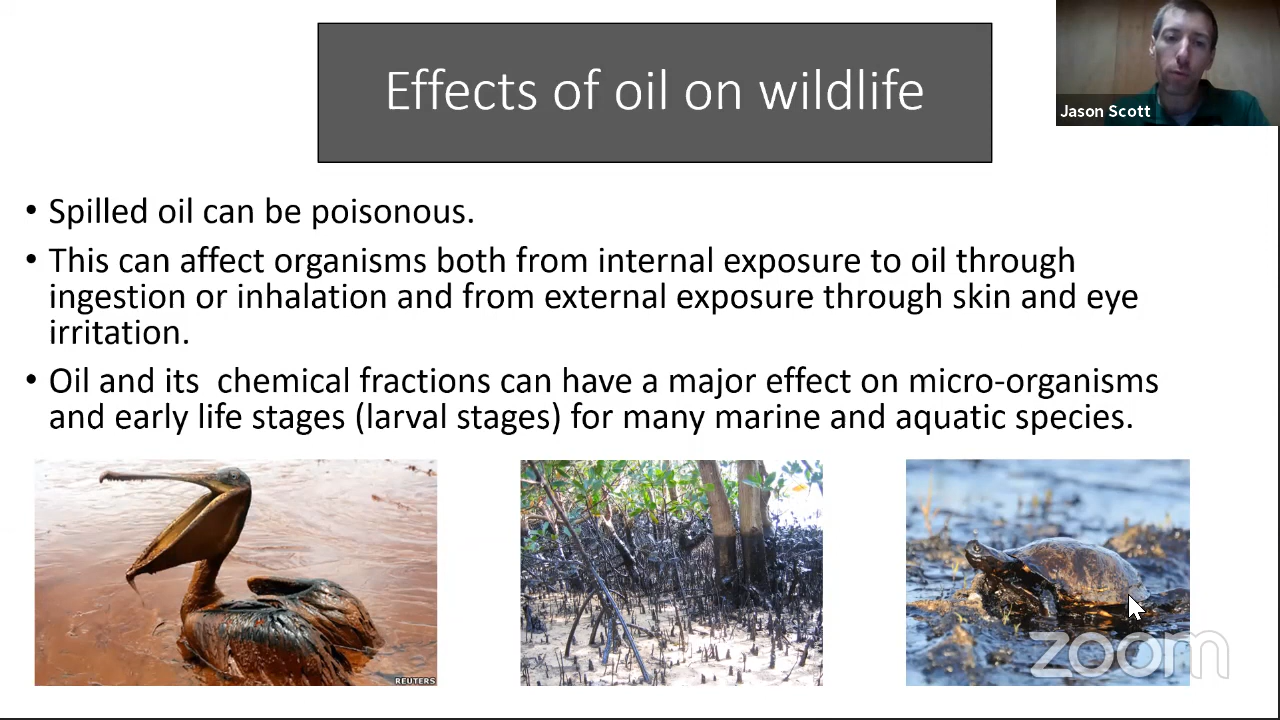 Effects of oil on wildlife
Jason Scott
• Spilled oil can be poisonous.
• This can affect organisms both from internal exposure to oil through
ingestion or inhalation and from external exposure through skin and eye
irritation.
• Oil and its  chemical fractions can have a major effect on micro-organisms
and early life stages (larval stages) for many marine and aquatic species.
REUTERS
zoom